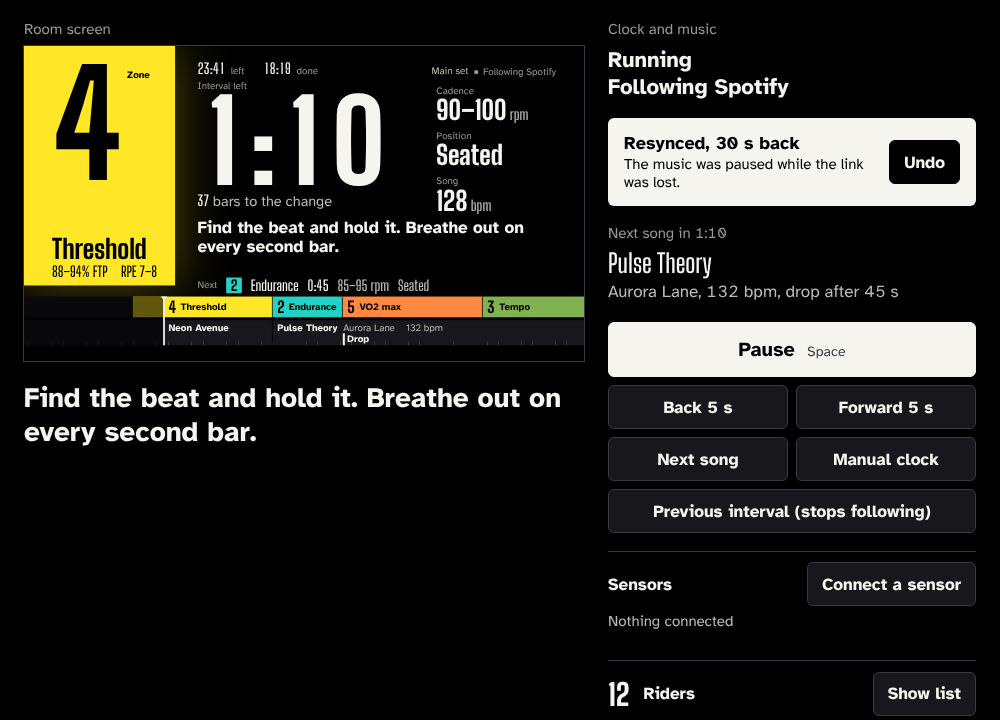 Room screen
4 Zone
Threshold
88–94% FTP RPE 7–8
23:41 left 18:19 done
Interval left
1:10
37 bars to the change
Main set • Following Spotify
Cadence
90–100 rpm
Position
Seated
Song
128 bpm
Find the beat and hold it. Breathe out on
every second bar.
Next 2 Endurance 0:45 85–95 rpm Seated
4 Threshold 2 Endurance 5 VO2 max 3 Tempo
Neon Avenue Pulse Theory Aurora Lane 132 bpm
Drop
Find the beat and hold it. Breathe out on
every second bar.
Clock and music
Running
Following Spotify
Resynced, 30 s back
The music was paused while the link
was lost.
Undo
Next song in 1:10
Pulse Theory
Aurora Lane, 132 bpm, drop after 45 s
Pause Space
Back 5 s Forward 5 s
Next song Manual clock
Previous interval (stops following)
Sensors Connect a sensor
Nothing connected
12 Riders Show list